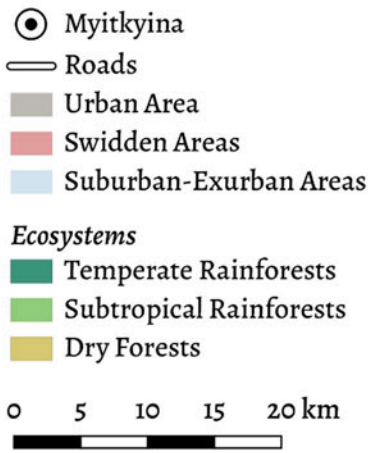 Myitkyina
Roads
Urban Area
Swidden Areas
Suburban-Exurban Areas
Ecosystems
Temperate Rainforests
Subtropical Rainforests
Dry Forests
0 5 10 15 20 km